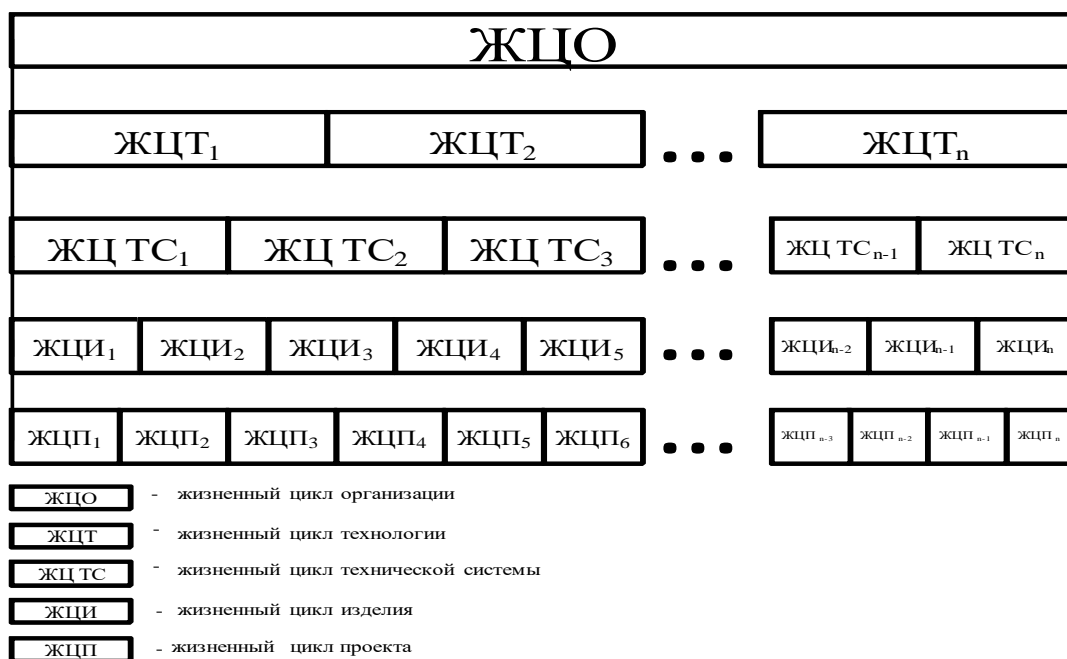 ЖЦО
ЖЦТ1 ЖЦТ2 ... ЖЦТn
ЖЦ ТС1 ЖЦ ТС2 ЖЦ ТС3 ... ЖЦ ТСn-1 ЖЦ ТСn
ЖЦИ1 ЖЦИ2 ЖЦИ3 ЖЦИ4 ЖЦИ5 ... ЖЦИn-2 ЖЦИn-1 ЖЦИn
ЖЦП1 ЖЦП2 ЖЦП3 ЖЦП4 ЖЦП5 ЖЦП6 ... ЖЦП n-3 ЖЦП n-2 ЖЦП n-1 ЖЦП n
ЖЦО - жизненный цикл организации
ЖЦТ - жизненный цикл технологии
ЖЦ ТС - жизненный цикл технической системы
ЖЦИ - жизненный цикл изделия
ЖЦП - жизненный цикл проекта